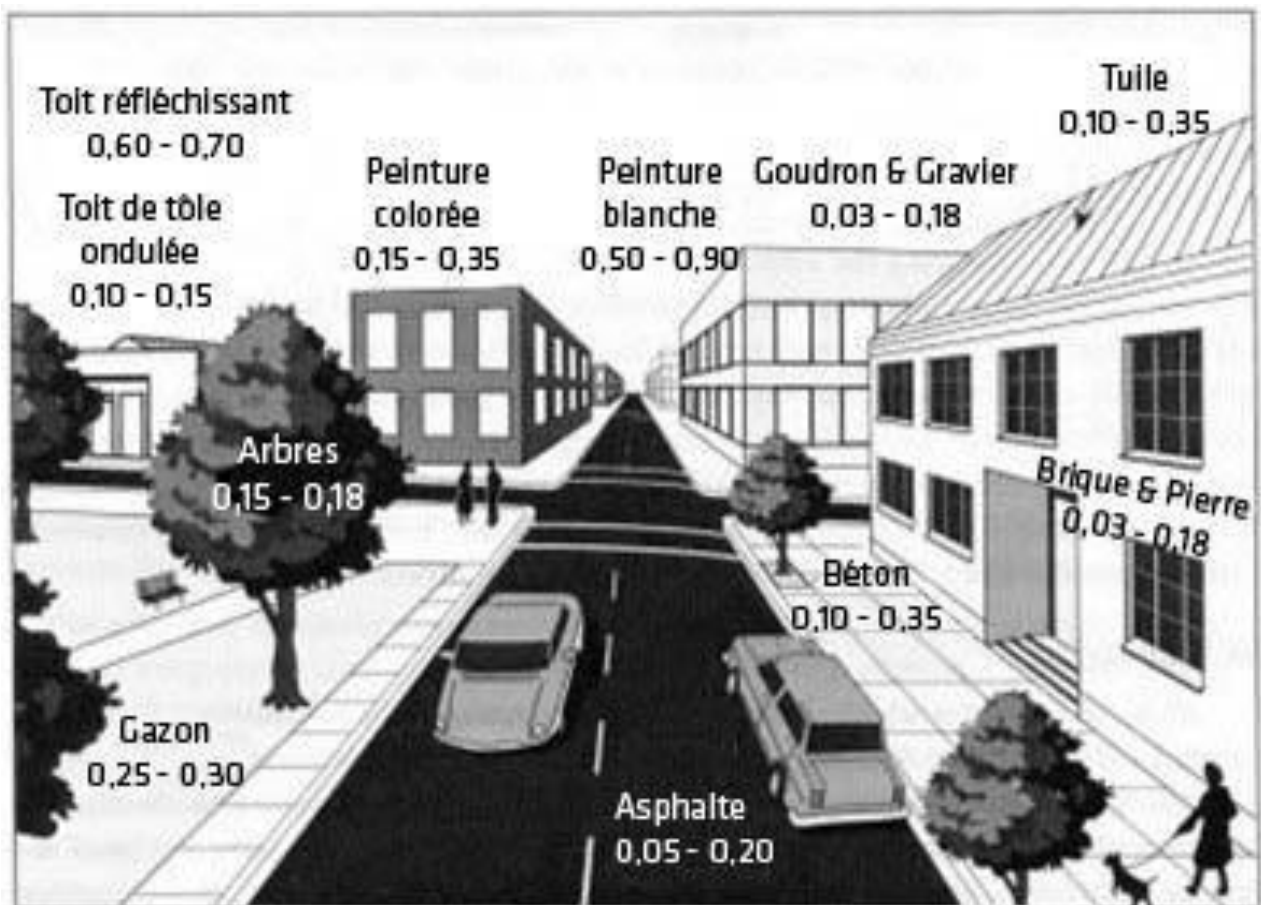 Toit réfléchissant
0,60 - 0,70
Toit de tôle
ondulée
0,10 - 0,15
Peinture
colorée
0,15 - 0,35
Peinture
blanche
0,50 - 0,90
Goudron & Gravier
0,03 - 0,18
Tuile
0,10 - 0,35
Arbres
0,15 - 0,18
Brique & Pierre
0,03 - 0,18
Béton
0,10 - 0,35
Gazon
0,25 - 0,30
Asphalte
0,05 - 0,20